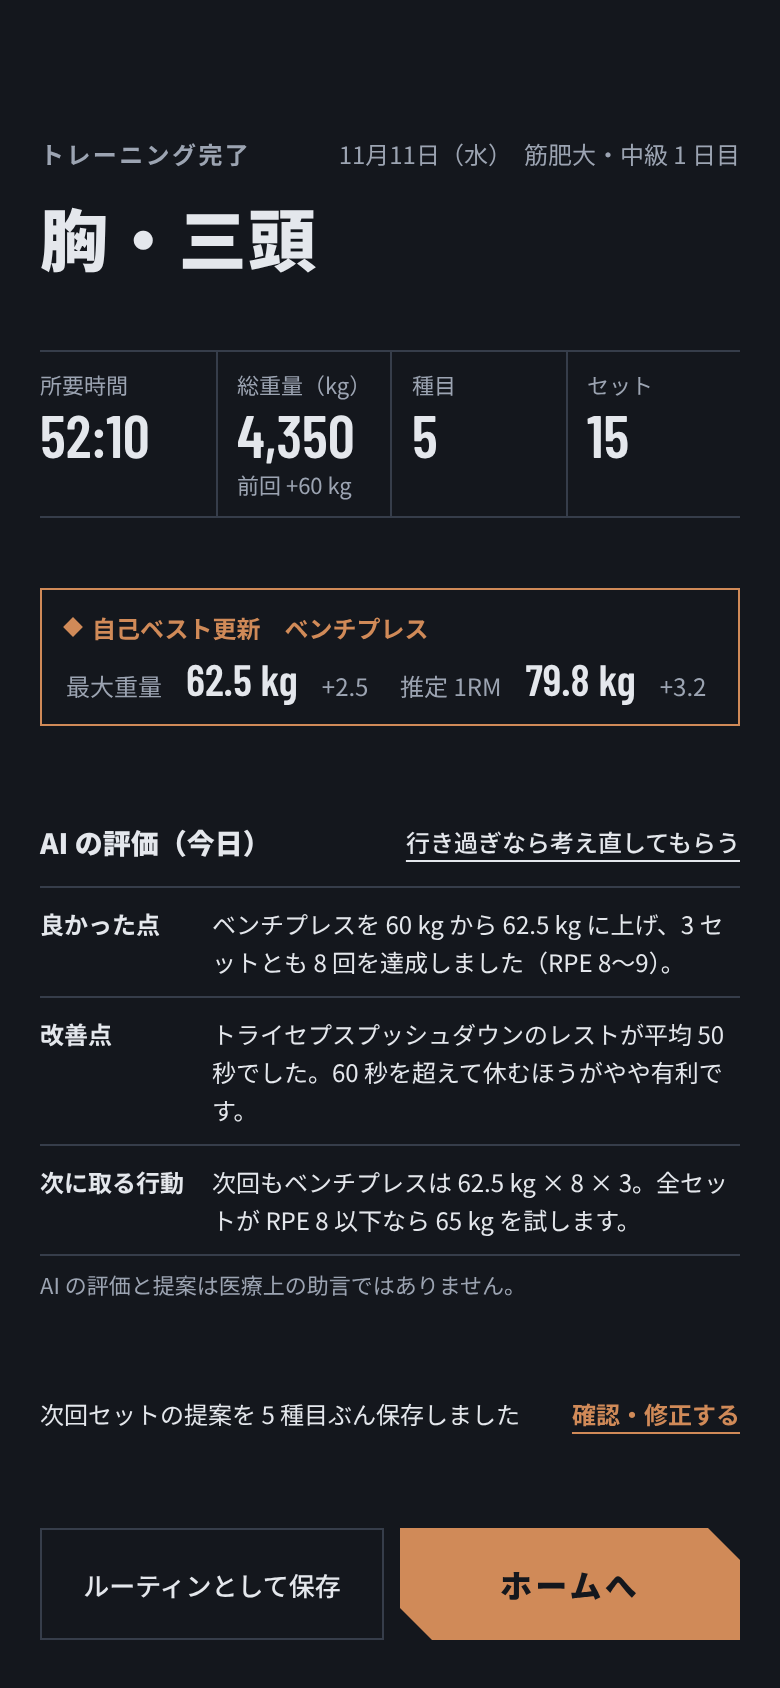 トレーニング完了
11月11日（水） 筋肥大・中級 1 日目
胸・三頭
所要時間
52:10
総重量（kg）
4,350
前回 +60 kg
種目
5
セット
15
◆ 自己ベスト更新　ベンチプレス
最大重量 62.5 kg +2.5 推定 1RM 79.8 kg +3.2
AI の評価（今日）
行き過ぎなら考え直してもらう
良かった点
ベンチプレスを 60 kg から 62.5 kg に上げ、3 セ
ットとも 8 回を達成しました（RPE 8〜9）。
改善点
トライセプスプッシュダウンのレストが平均 50
秒でした。60 秒を超えて休むほうがやや有利で
す。
次に取る行動
次回もベンチプレスは 62.5 kg × 8 × 3。全セッ
トが RPE 8 以下なら 65 kg を試します。
AI の評価と提案は医療上の助言ではありません。
次回セットの提案を 5 種目ぶん保存しました
確認・修正する
ルーティンとして保存
ホームへ